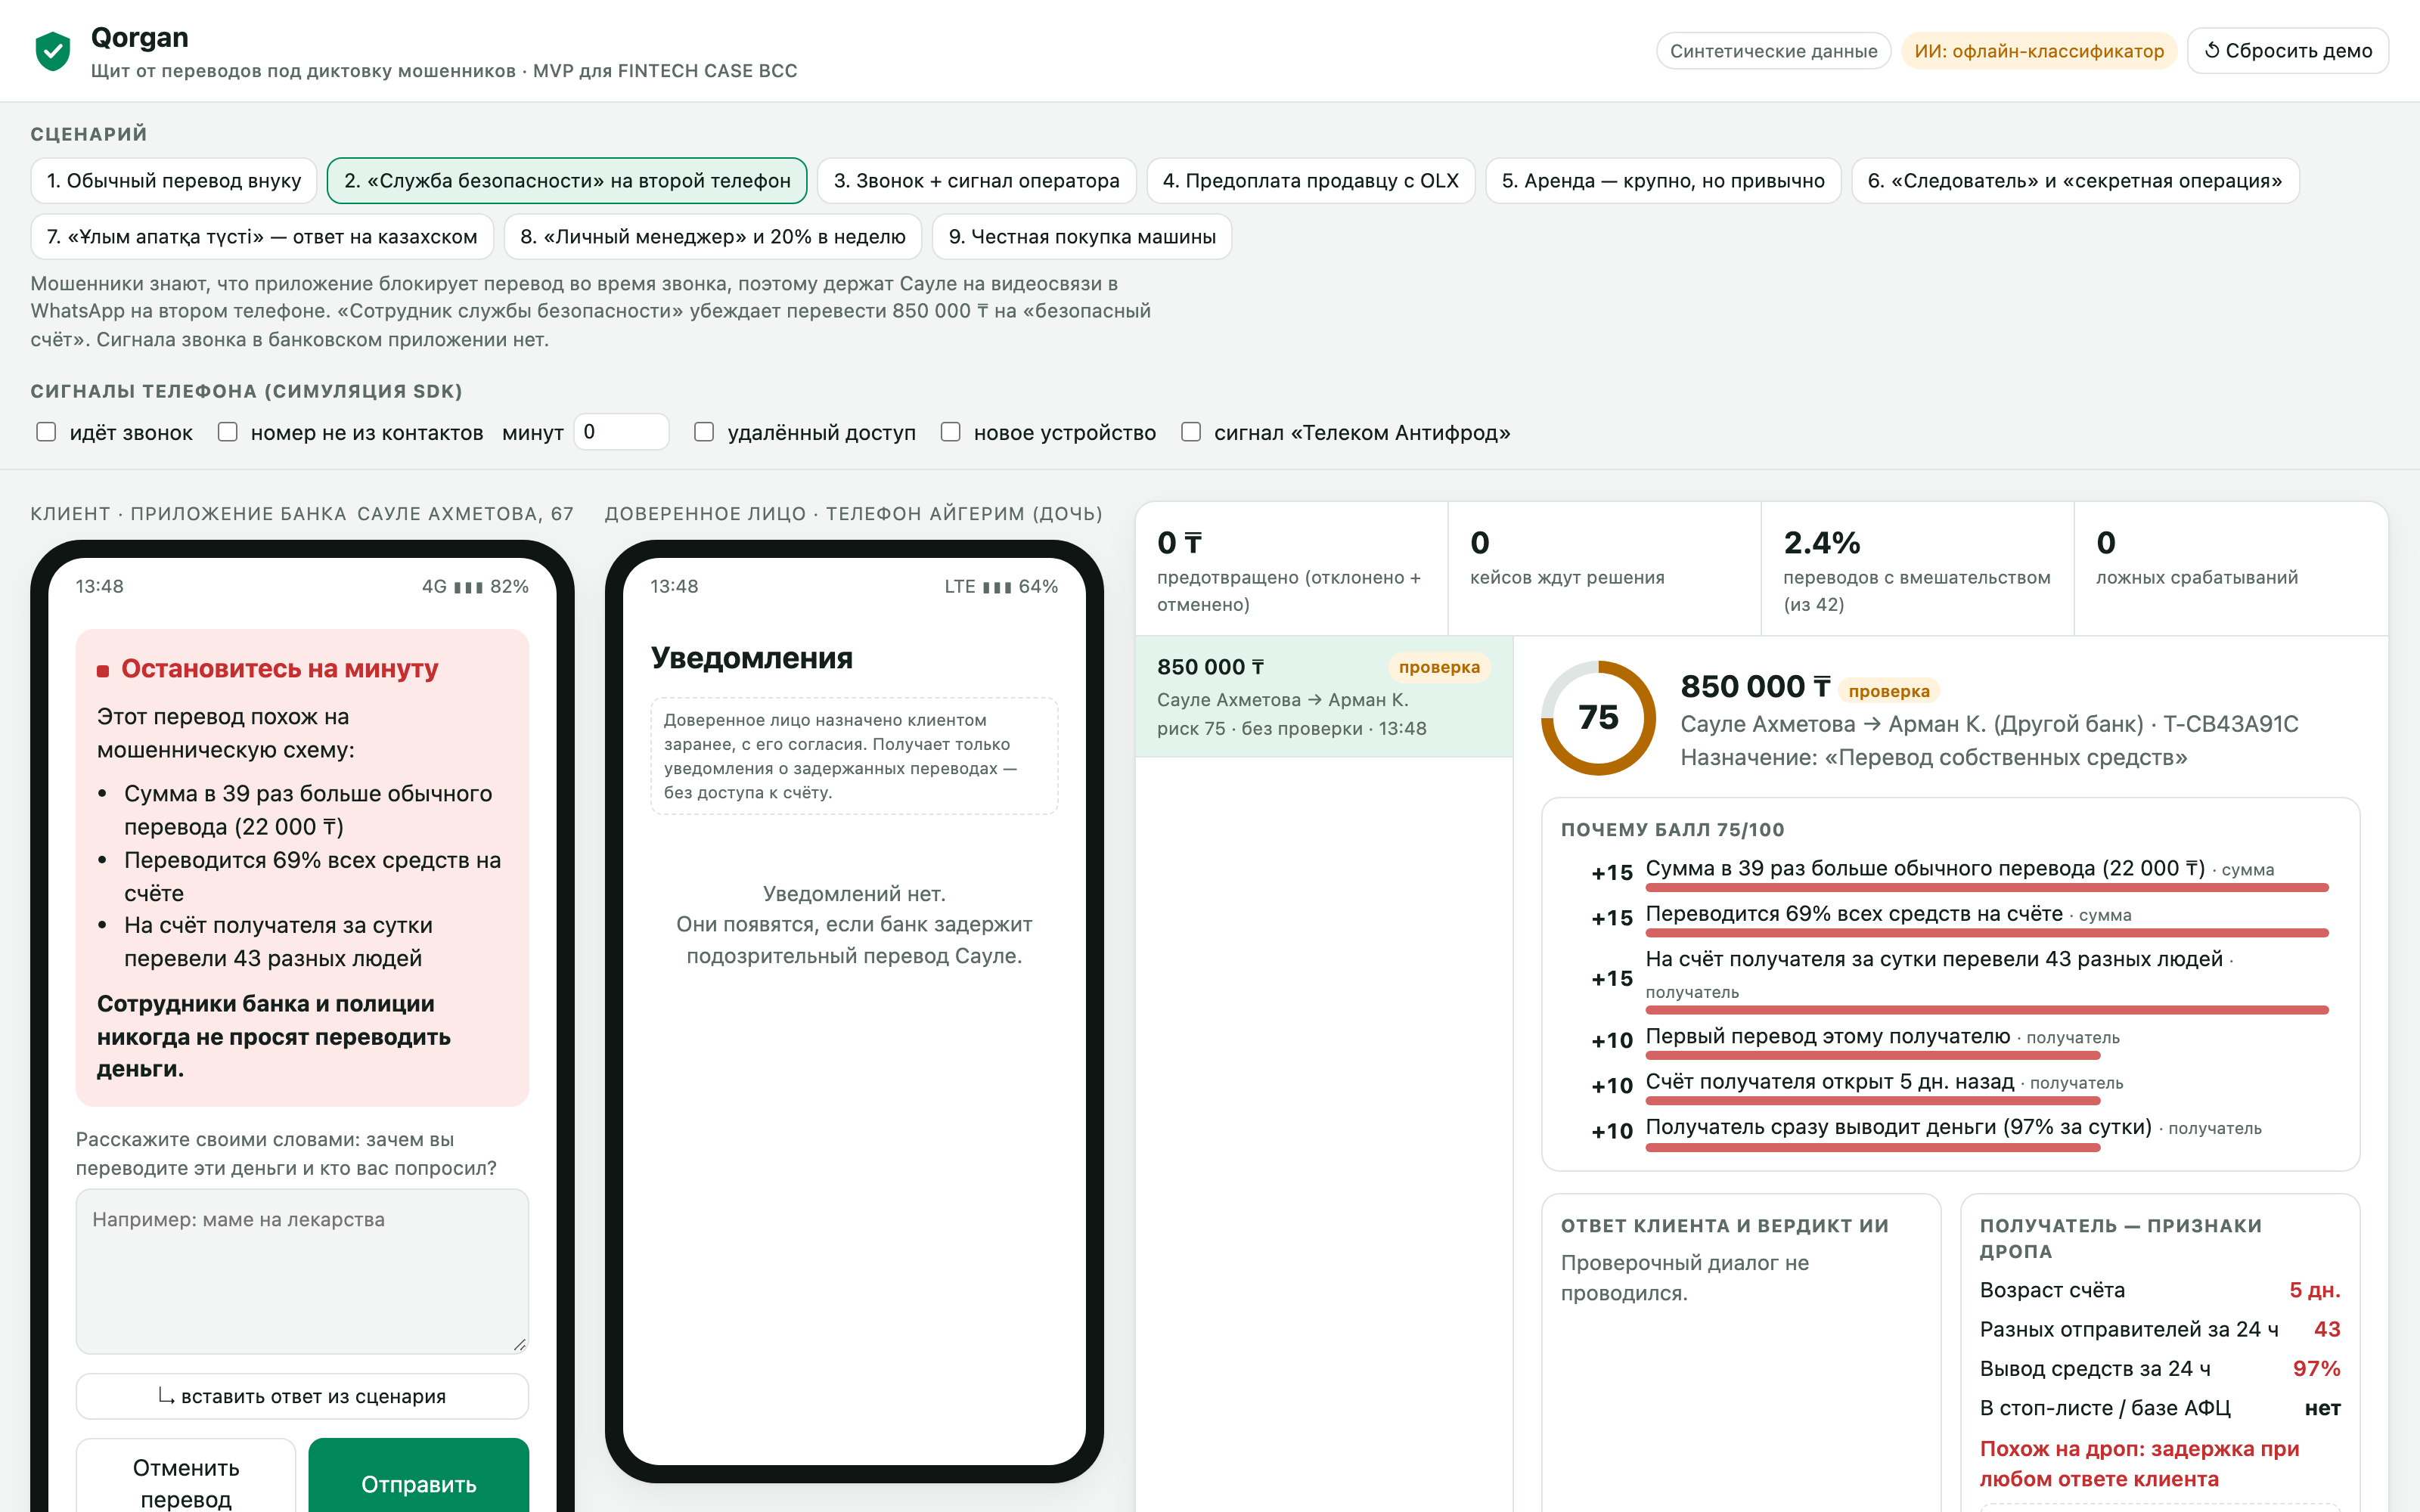 Qorgan
Щит от переводов под диктовку мошенников · MVP для FINTECH CASE BCC
Синтетические данные
ИИ: офлайн-классификатор
Сбросить демо
СЦЕНАРИЙ
1. Обычный перевод внуку
2. «Служба безопасности» на второй телефон
3. Звонок + сигнал оператора
4. Предоплата продавцу с OLX
5. Аренда — крупно, но привычно
6. «Следователь» и «секретная операция»
7. «Ұлым апатқа түсті» — ответ на казахском
8. «Личный менеджер» и 20% в неделю
9. Честная покупка машины
Мошенники знают, что приложение блокирует перевод во время звонка, поэтому держат Сауле на видеосвязи в
WhatsApp на втором телефоне. «Сотрудник службы безопасности» убеждает перевести 850 000 ₸ на «безопасный
счёт». Сигнала звонка в банковском приложении нет.
СИГНАЛЫ ТЕЛЕФОНА (СИМУЛЯЦИЯ SDK)
идёт звонок
номер не из контактов
минут 0
удалённый доступ
новое устройство
сигнал «Телеком Антифрод»
КЛИЕНТ · ПРИЛОЖЕНИЕ БАНКА САУЛЕ АХМЕТОВА, 67
13:48 4G 82%
Остановитесь на минуту
Этот перевод похож на
мошенническую схему:
• Сумма в 39 раз больше обычного
перевода (22 000 ₸)
• Переводится 69% всех средств на
счёте
• На счёт получателя за сутки
перевели 43 разных людей
Сотрудники банка и полиции
никогда не просят переводить
деньги.
Расскажите своими словами: зачем вы
переводите эти деньги и кто вас попросил?
Например: маме на лекарства
вставить ответ из сценария
Отменить
перевод
Отправить
ДОВЕРЕННОЕ ЛИЦО · ТЕЛЕФОН АЙГЕРИМ (ДОЧЬ)
13:48 LTE 64%
Уведомления
Доверенное лицо назначено клиентом
заранее, с его согласия. Получает только
уведомления о задержанных переводах —
без доступа к счёту.
Уведомлений нет.
Они появятся, если банк задержит
подозрительный перевод Сауле.
0 ₸
предотвращено (отклонено +
отменено)
0
кейсов ждут решения
2.4%
переводов с вмешательством
(из 42)
0
ложных срабатываний
850 000 ₸ проверка
Сауле Ахметова → Арман К.
риск 75 · без проверки · 13:48
75
850 000 ₸ проверка
Сауле Ахметова → Арман К. (Другой банк) · T-CB43A91C
Назначение: «Перевод собственных средств»
ПОЧЕМУ БАЛЛ 75/100
+15 Сумма в 39 раз больше обычного перевода (22 000 ₸) · сумма
+15 Переводится 69% всех средств на счёте · сумма
+15 На счёт получателя за сутки перевели 43 разных людей ·
получатель
+10 Первый перевод этому получателю · получатель
+10 Счёт получателя открыт 5 дн. назад · получатель
+10 Получатель сразу выводит деньги (97% за сутки) · получатель
ОТВЕТ КЛИЕНТА И ВЕРДИКТ ИИ
Проверочный диалог не
проводился.
ПОЛУЧАТЕЛЬ — ПРИЗНАКИ
ДРОПА
Возраст счёта 5 дн.
Разных отправителей за 24 ч 43
Вывод средств за 24 ч 97%
В стоп-листе / базе АФЦ нет
Похож на дроп: задержка при
любом ответе клиента